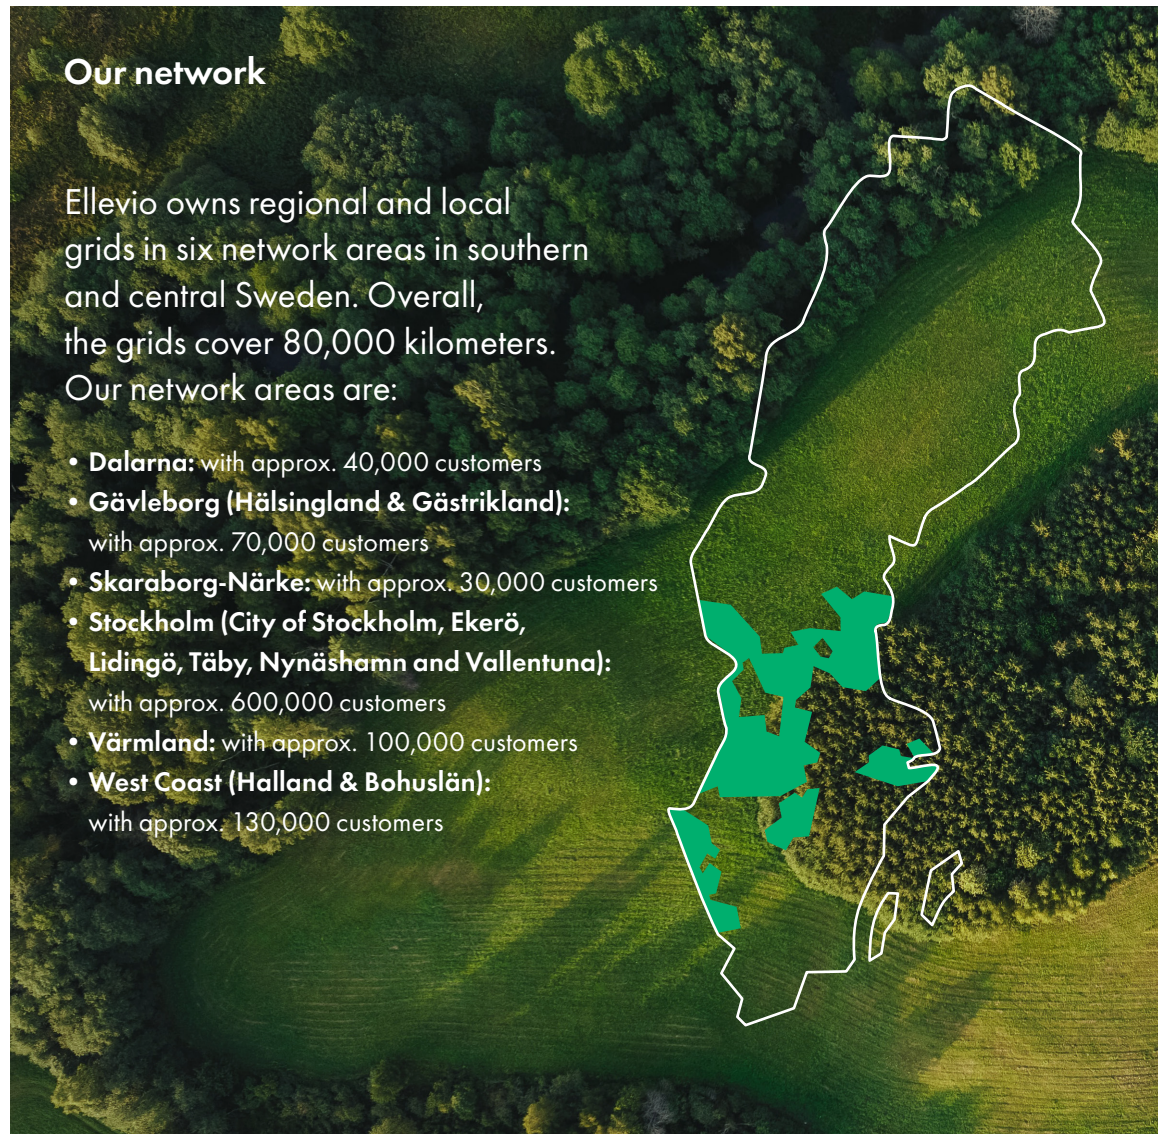 Our network
Ellevio owns regional and local
grids in six network areas in southern
and central Sweden. Overall,
the grids cover 80,000 kilometers.
Our network areas are:
• Dalarna: with approx. 40,000 customers
• Gävleborg (Hälsingland & Gästrikland):
with approx. 70,000 customers
• Skaraborg-Närke: with approx. 30,000 customers
• Stockholm (City of Stockholm, Ekerö,
Lidingö, Täby, Nynäshamn and Vallentuna):
with approx. 600,000 customers
• Värmland: with approx. 100,000 customers
• West Coast (Halland & Bohuslän):
with approx. 130,000 customers